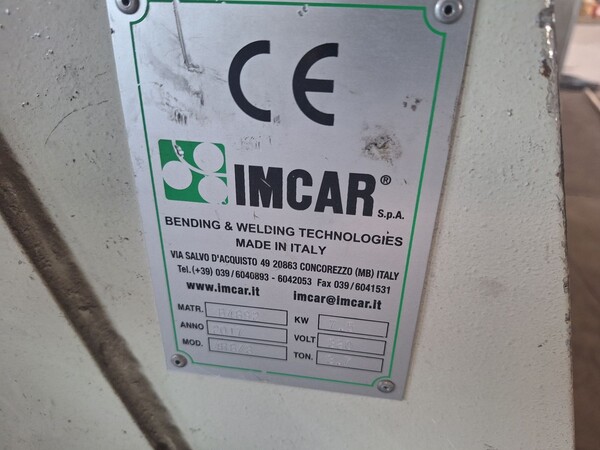 CE
IMCAR®
S.p.A.
BENDING & WELDING TECHNOLOGIES
MADE IN ITALY
VIA SALVO D'ACQUISTO 49 20863 CONCOREZZO (MB) ITALY
Tel. (+39) 039/6040893 - 6042053 Fax 039/6041531
www.imcar.it imcar@imcar.it
MATR. KW
ANNO VOLT
MOD. TON.